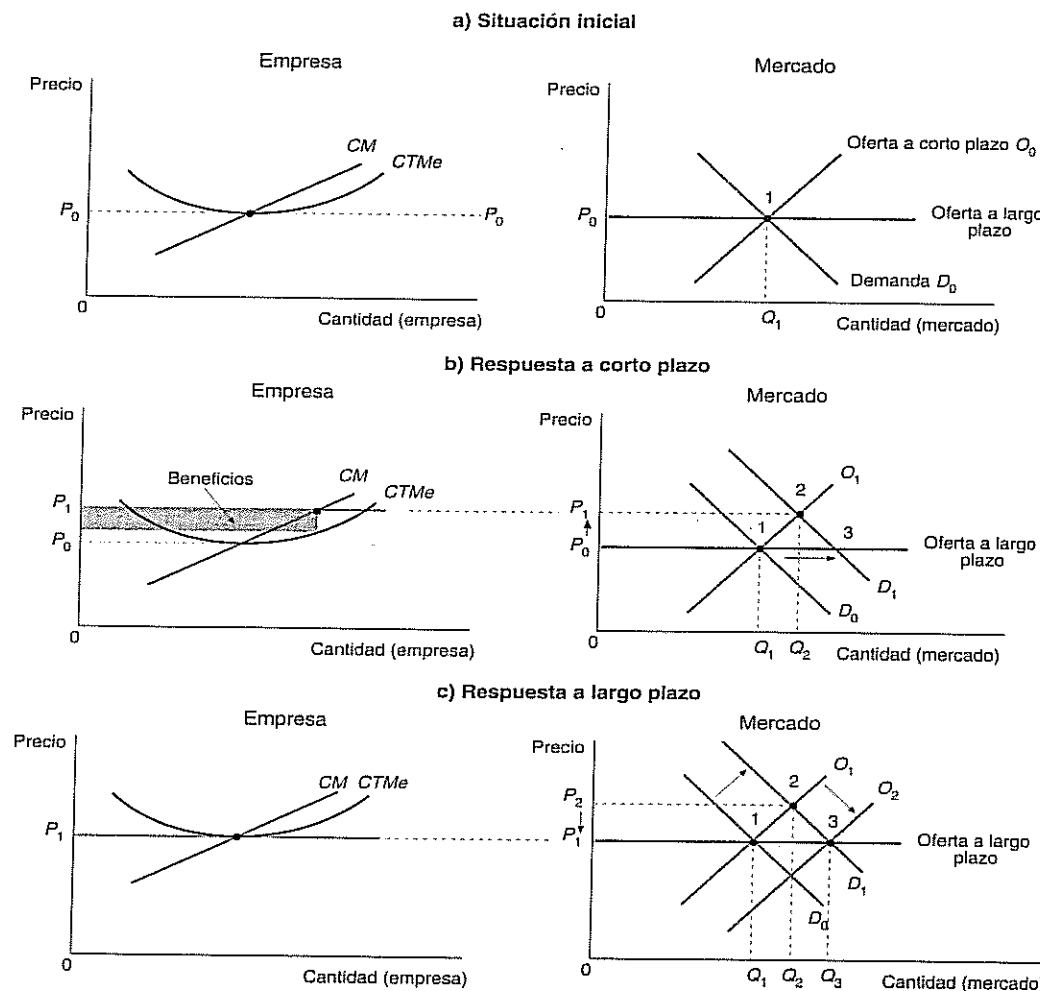 a) Situación inicial
Empresa
Precio
CM
CTMe
P0
P0
0
Cantidad (empresa)
Mercado
Precio
Oferta a corto plazo O0
1
P0
Oferta a largo
plazo
Demanda D0
0
Q1
Cantidad (mercado)
b) Respuesta a corto plazo
Empresa
Precio
Beneficios
CM
CTMe
P1
P0
0
Cantidad (empresa)
Mercado
Precio
O1
2
P1
1
3
P0
Oferta a largo
plazo
D1
D0
0
Q1
Q2
Cantidad (mercado)
c) Respuesta a largo plazo
Empresa
Precio
CM
CTMe
P1
0
Cantidad (empresa)
Mercado
Precio
O1
O2
P2
2
1
3
P1
Oferta a largo
plazo
D1
D0
0
Q1
Q2
Q3
Cantidad (mercado)